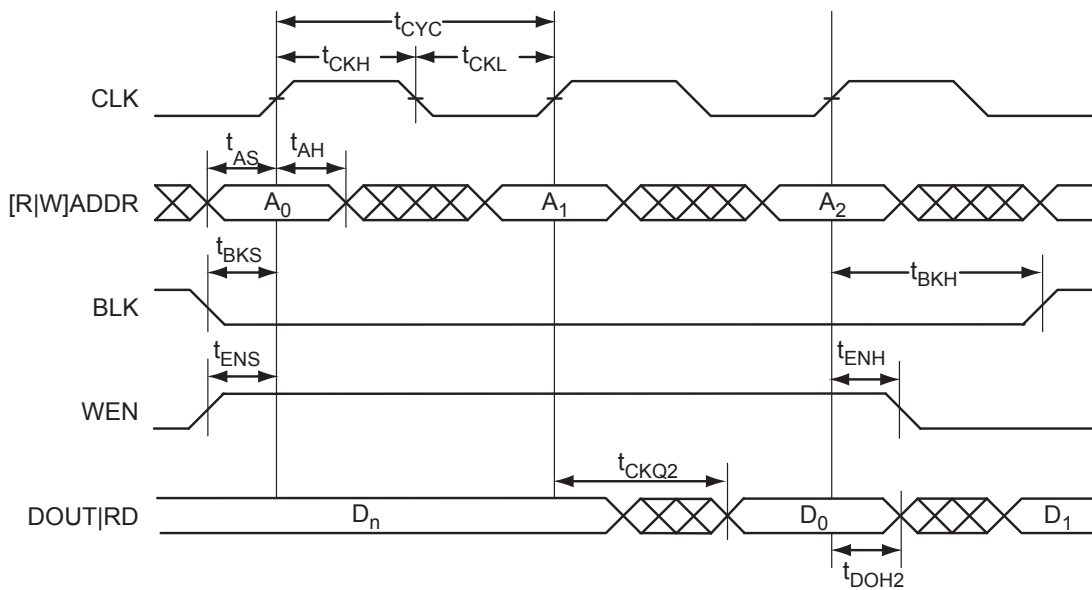 tCYC
tCKH tCKL
CLK
tAS tAH
[R|W]ADDR A0 A1 A2
tBKS tBKH
BLK
tENS tENH
WEN
tCKQ2
DOUT|RD Dn D0 D1
tDOH2